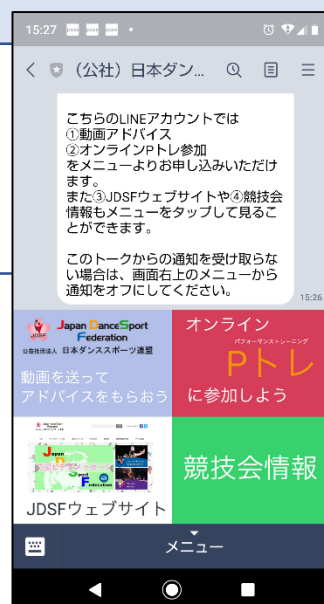 15:27
(公社)日本ダン...
こちらのLINEアカウントでは
①動画アドバイス
②オンラインPトレ参加
をメニューよりお申し込みいただけ
ます。
また③JDSFウェブサイトや④競技会
情報もメニューをタップして見るこ
とができます。
このトークからの通知を受け取らな
い場合は、画面右上のメニューから
通知をオフにしてください。
15:26
Japan DanceSport
Federation
公益社団法人 日本ダンススポーツ連盟
動画を送って
アドバイスをもらおう
オンライン
パフォーマンストレーニング
Pトレ
に参加しよう
JDSFウェブサイト
競技会情報
メニュー